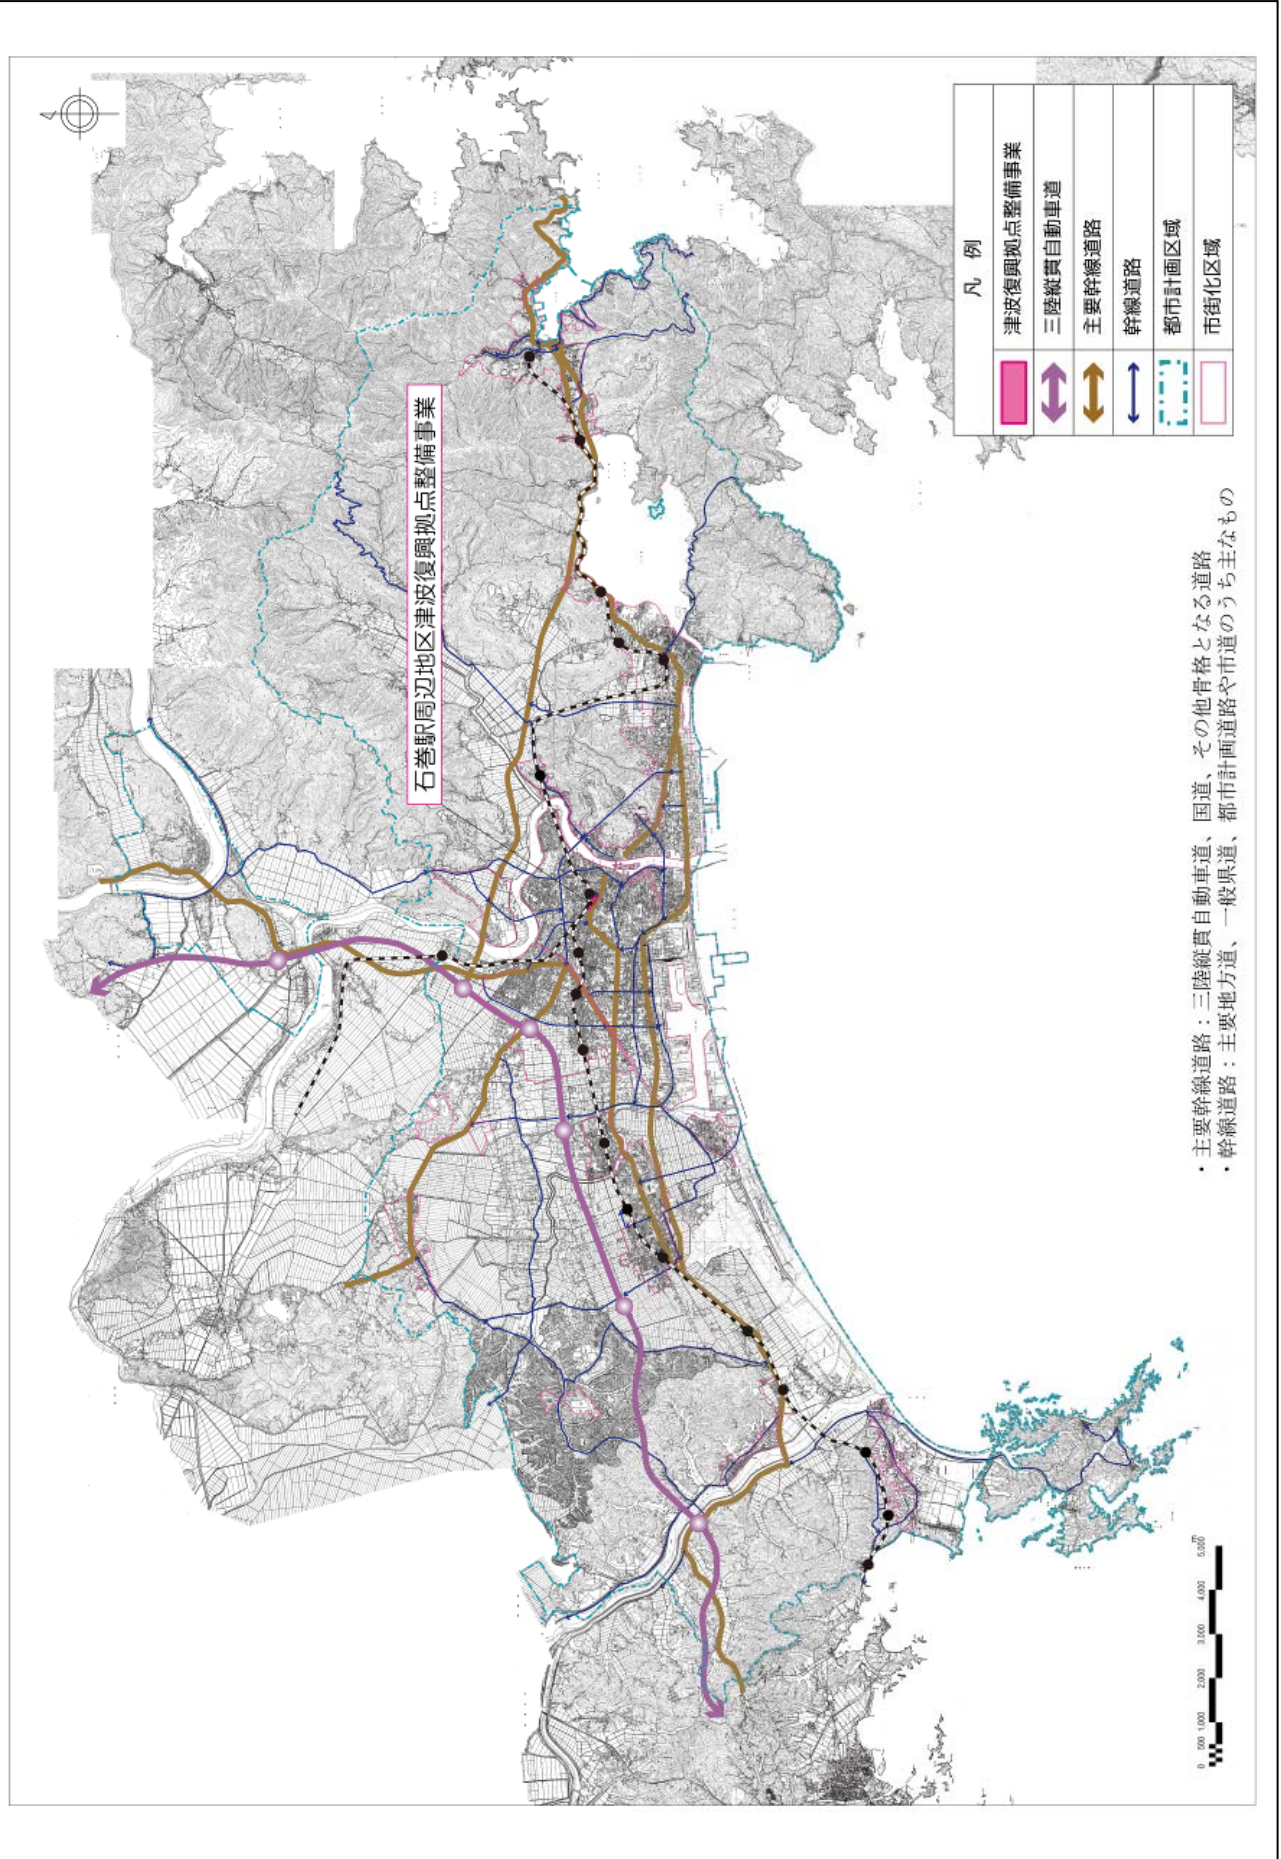 石巻駅周辺地区津波復興拠点整備事業
凡 例
津波復興拠点整備事業
三陸縦貫自動車道
主要幹線道路
幹線道路
都市計画区域
市街化区域
・主要幹線道路：三陸縦貫自動車道、国道、その他骨格となる道路
・幹線道路：主要地方道、一般県道、都市計画道路や市道のうち主なもの
0 500 1,000 2,000 3,000 4,000 5,000
m